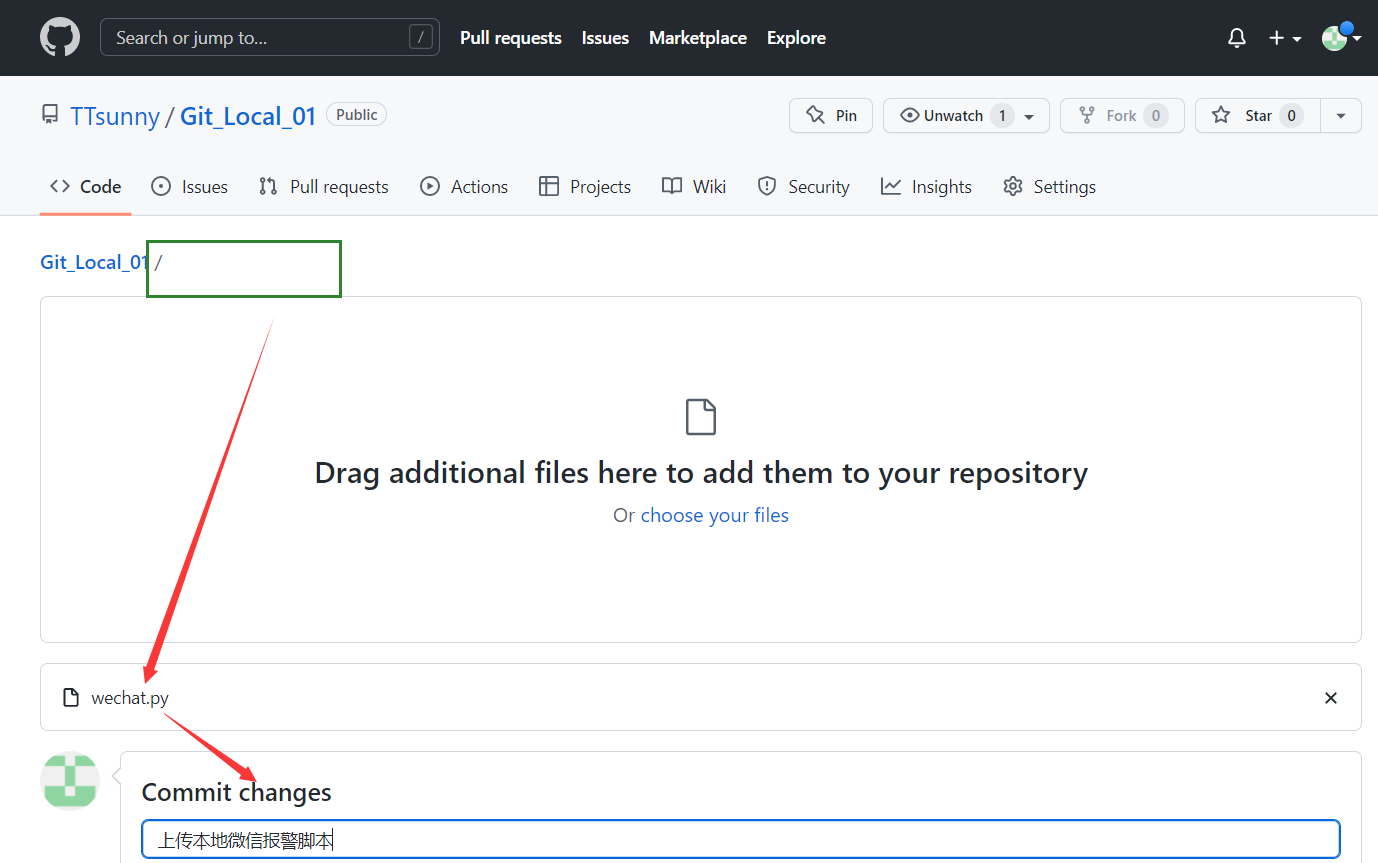 Search or jump to... / Pull requests Issues Marketplace Explore
TTsunny / Git_Local_01 Public Pin Unwatch 1 Fork 0 Star 0
Code Issues Pull requests Actions Projects Wiki Security Insights Settings
Git_Local_01 /
Drag additional files here to add them to your repository
Or choose your files
wechat.py
Commit changes
上传本地微信报警脚本